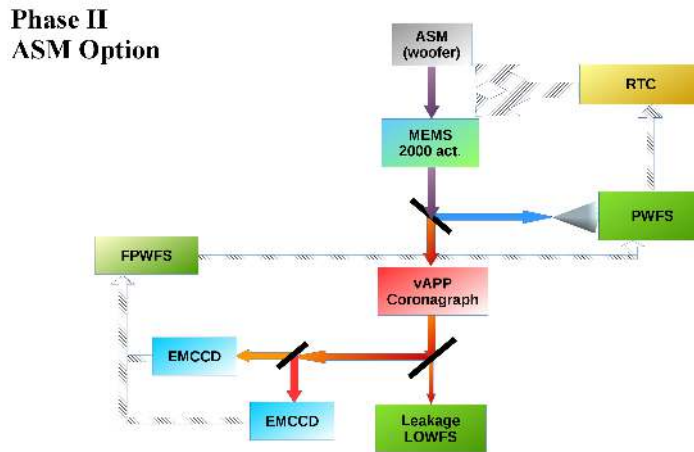 Phase II
ASM Option
ASM
(woofer)
RTC
MEMS
2000 act.
PWFS
FPWFS
vAPP
Coronagraph
EMCCD
EMCCD
Leakage
LOWFS